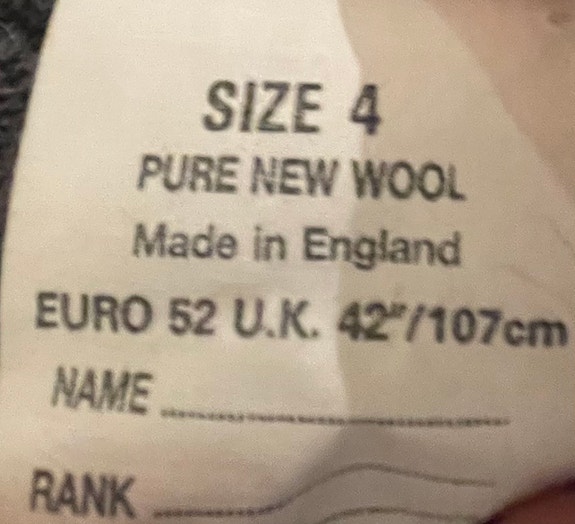 SIZE 4
PURE NEW WOOL
Made in England
EURO 52 U.K. 42"/107cm
NAME
RANK